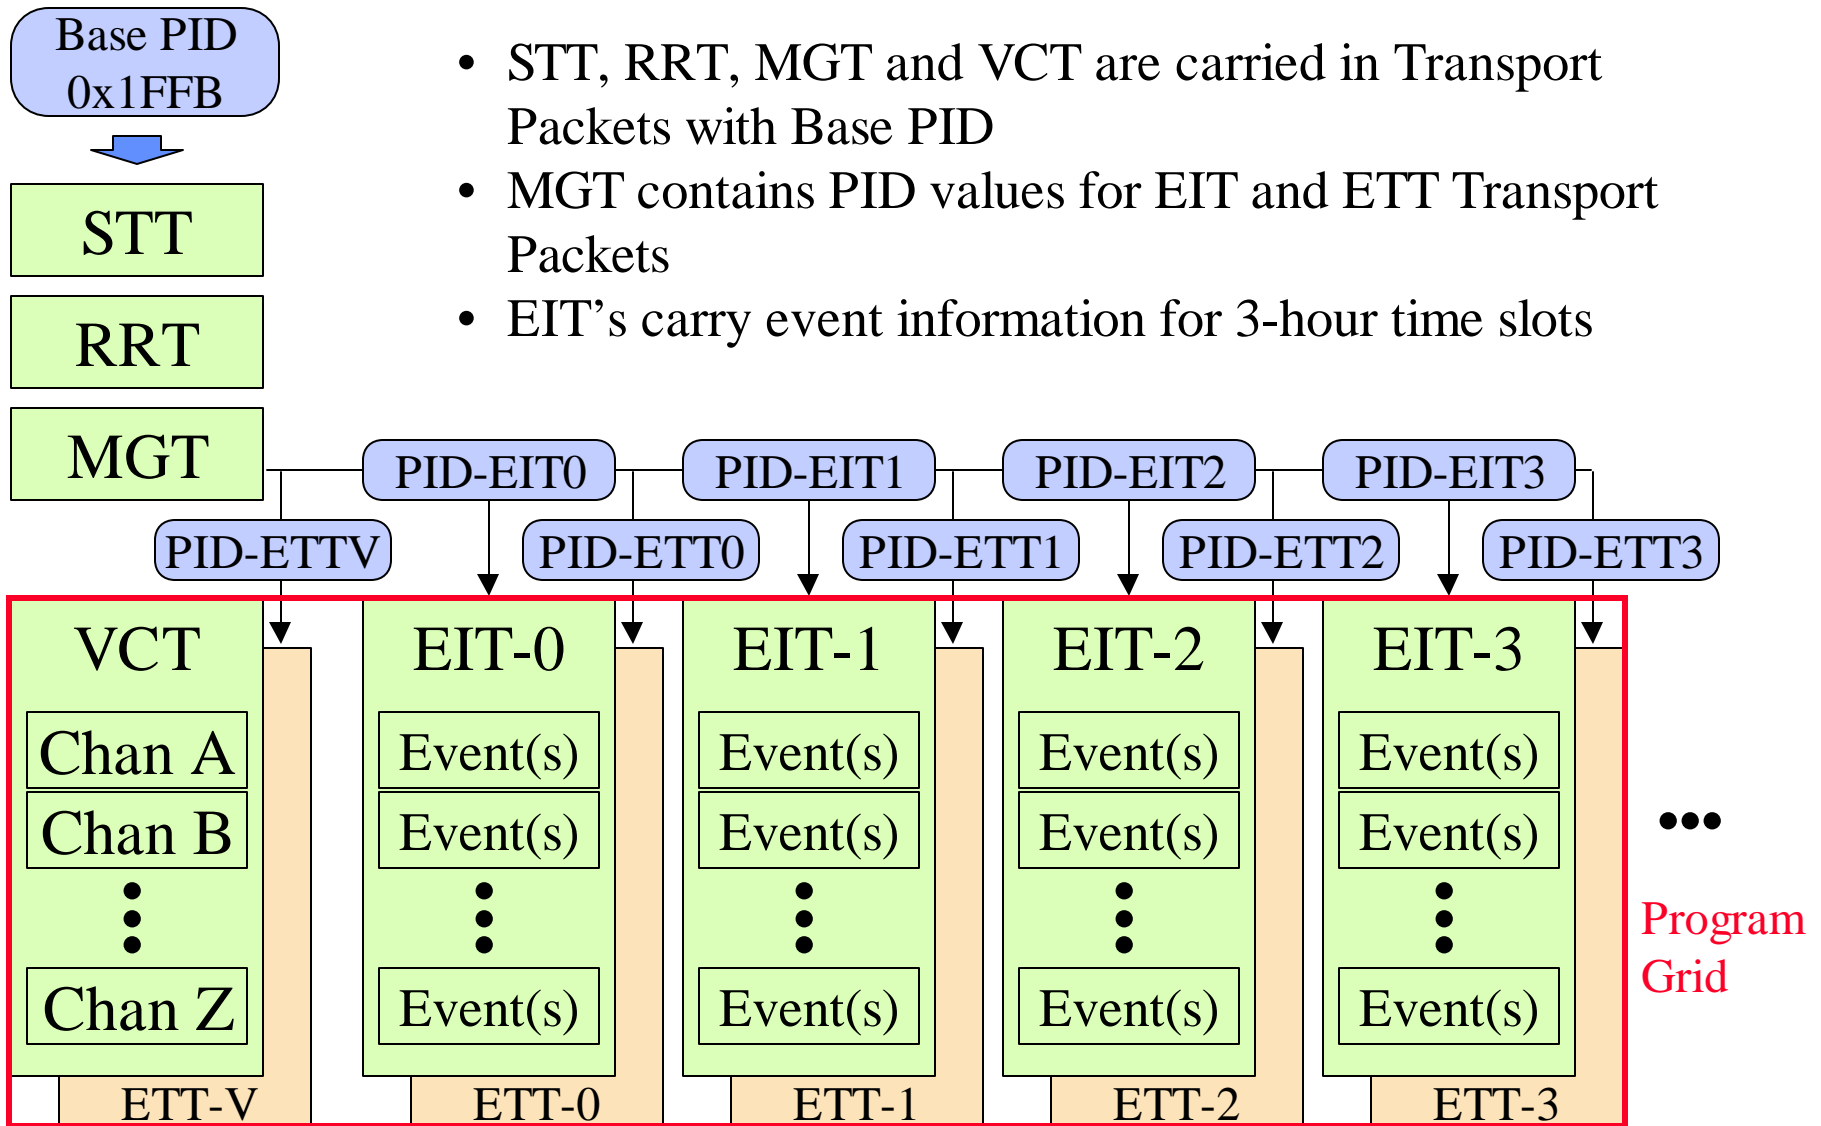 Base PID
0x1FFB
• STT, RRT, MGT and VCT are carried in Transport
Packets with Base PID
• MGT contains PID values for EIT and ETT Transport
Packets
• EIT’s carry event information for 3-hour time slots
STT
RRT
MGT
PID-EIT0
PID-EIT1
PID-EIT2
PID-EIT3
PID-ETTV
PID-ETT0
PID-ETT1
PID-ETT2
PID-ETT3
VCT
EIT-0
EIT-1
EIT-2
EIT-3
Chan A
Event(s)
Event(s)
Event(s)
Event(s)
Chan B
Event(s)
Event(s)
Event(s)
Event(s)
•••
Program
Grid
Chan Z
Event(s)
Event(s)
Event(s)
Event(s)
ETT-V
ETT-0
ETT-1
ETT-2
ETT-3